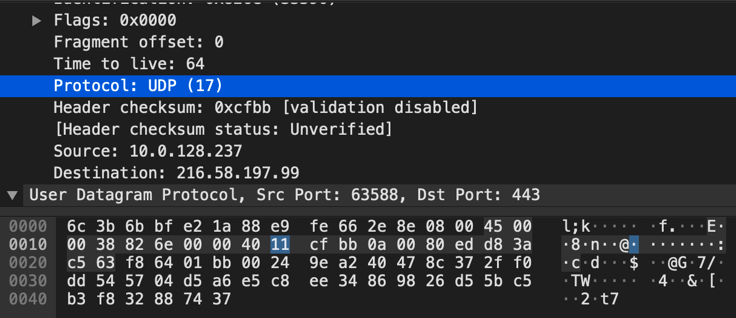 Flags: 0x0000
Fragment offset: 0
Time to live: 64
Protocol: UDP (17)
Header checksum: 0xcfbb [validation disabled]
[Header checksum status: Unverified]
Source: 10.0.128.237
Destination: 216.58.197.99
User Datagram Protocol, Src Port: 63588, Dst Port: 443
0000 6c 3b 6b bf e2 1a 88 e9 fe 66 2e 8e 08 00 45 00 l;k······ ·f.···E·
0010 00 38 82 6e 00 00 40 11 cf bb 0a 00 80 ed d8 3a ·8·n··@· ·······:
0020 c5 63 f8 64 01 bb 00 24 9e a2 40 47 8c 37 2f f0 ·c·d···$ ··@G·7/·
0030 dd 54 57 04 d5 a6 e5 c8 ee 34 86 98 26 d5 5b c5 ·TW····· ·4··&·[·
0040 b3 f8 32 88 74 37 ··2·t7